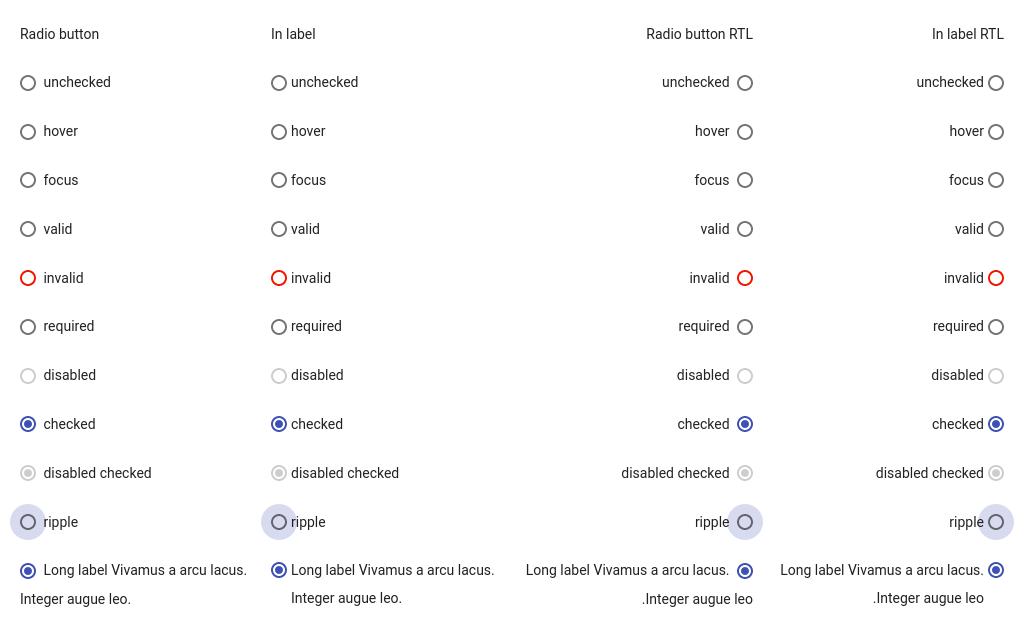 Radio button In label Radio button RTL In label RTL
unchecked unchecked unchecked unchecked
hover hover hover hover
focus focus focus focus
valid valid valid valid
invalid invalid invalid invalid
required required required required
disabled disabled disabled disabled
checked checked checked checked
disabled checked disabled checked disabled checked disabled checked
ripple ripple ripple ripple
Long label Vivamus a arcu lacus. Long label Vivamus a arcu lacus. Long label Vivamus a arcu lacus. Long label Vivamus a arcu lacus.
Integer augue leo. Integer augue leo. .Integer augue leo .Integer augue leo